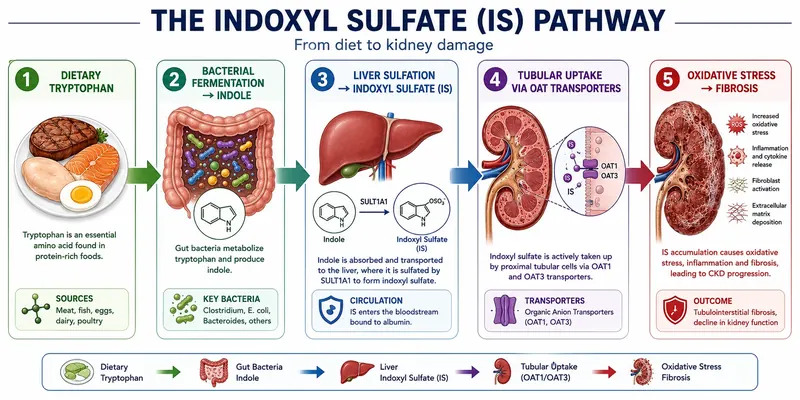 THE INDOXYL SULFATE (IS) PATHWAY
From diet to kidney damage
1
DIETARY
TRYPTOPHAN
Tryptophan is an essential
amino acid found in
protein-rich foods.
SOURCES
Meat, fish, eggs,
dairy, poultry
2
BACTERIAL
FERMENTATION
→ INDOLE
N
H
Gut bacteria metabolize
tryptophan and produce
indole.
KEY BACTERIA
Clostridium, E. coli,
Bacteroides, others
3
LIVER SULFATION
→ INDOXYL SULFATE (IS)
SULT1A1
N
H
OSO₃⁻
N
H
Indole
Indoxyl Sulfate
(IS)
Indole is absorbed and transported
to the liver, where it is sulfated by
SULT1A1 to form indoxyl sulfate.
CIRCULATION
IS enters the bloodstream
bound to albumin.
4
TUBULAR UPTAKE
VIA OAT TRANSPORTERS
IS
OAT1
OAT3
Indoxyl sulfate is actively taken up
by proximal tubular cells via OAT1
and OAT3 transporters.
TRANSPORTERS
Organic Anion Transporters
(OAT1, OAT3)
5
OXIDATIVE STRESS
→ FIBROSIS
ROS
Increased
oxidative
stress
Inflammation
and cytokine
release
Fibroblast
activation
Extracellular
matrix
deposition
IS accumulation causes oxidative
stress, inflammation and fibrosis,
leading to CKD progression.
OUTCOME
Tubulointerstitial fibrosis,
decline in kidney function
Dietary
Tryptophan
Gut Bacteria
Indole
Liver
Indoxyl Sulfate (IS)
Tubular Uptake
(OAT1/OAT3)
Oxidative Stress
Fibrosis